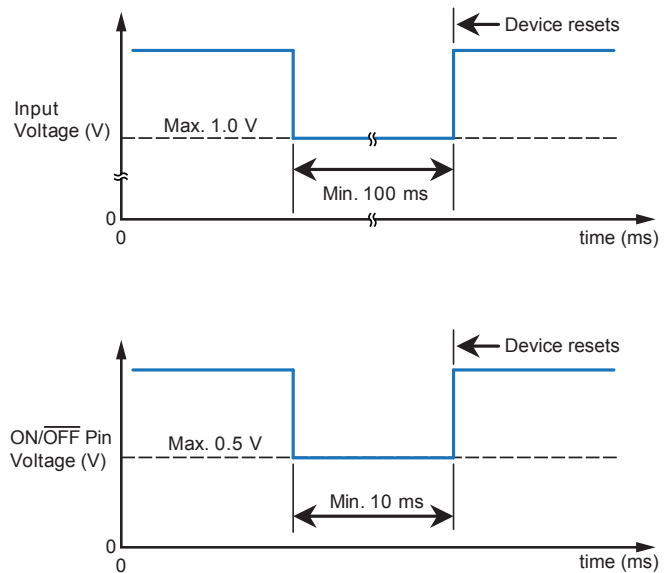 Device resets
Input
Voltage (V)
Max. 1.0 V
Min. 100 ms
0
0
time (ms)
Device resets
ON/OFF Pin
Voltage (V)
Max. 0.5 V
Min. 10 ms
0
0
time (ms)